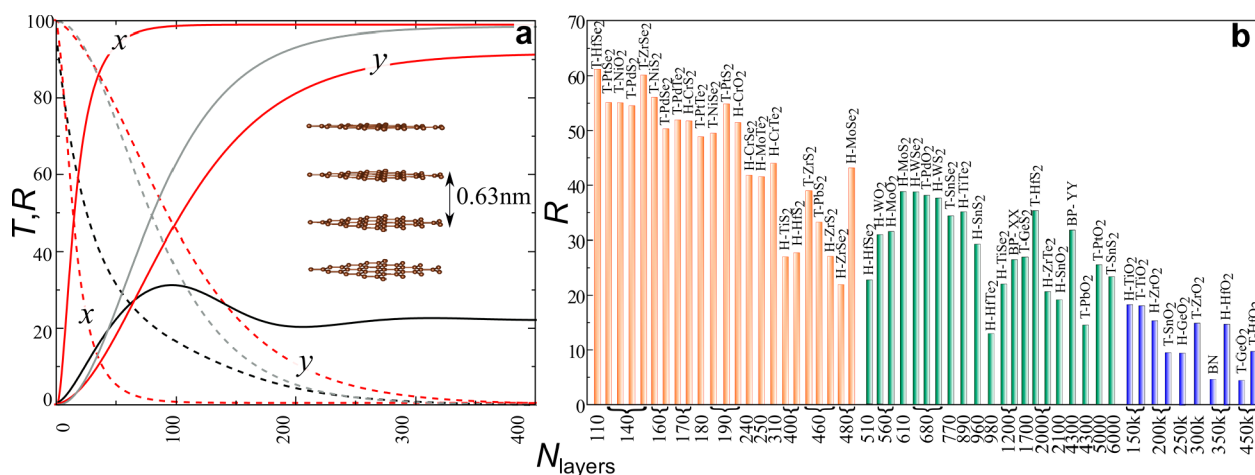 a
T,R
100
80
60
40
20
0
x
y
x
y
0.63nm
0
100
200
300
400
N layers
b
R
70
60
50
40
30
20
10
0
T-HfSe2
T-PtSe2
T-NiO2
T-PdS2
T-ZrSe2
T-NiS2
T-PdSe2
T-PdTe2
H-CrS2
T-PtTe2
T-NiSe2
T-PtS2
H-CrO2
H-CrSe2
H-MoTe2
H-CrTe2
H-TiS2
H-HfS2
T-ZrS2
T-PbS2
H-ZrS2
H-ZrSe2
H-MoSe2
H-HfSe2
H-WO2
H-MoO2
H-MoS2
H-WSe2
T-PdO2
H-WS2
T-SnSe2
H-TiTe2
H-SnS2
H-HfTe2
H-TiSe2
BP- XX
T-GeS2
T-HfS2
H-ZrTe2
H-SnO2
BP- YY
T-PbO2
T-PtO2
T-SnS2
H-TiO2
T-TiO2
H-ZrO2
T-SnO2
H-GeO2
T-ZrO2
BN
H-HfO2
T-GeO2
T-HfO2
110
140
160
170
180
190
240
250
310
400
460
480
510
560
610
680
770
890
960
980
1200
1700
2000
2100
4300
4300
5000
6000
150k
200k
250k
300k
350k
450k